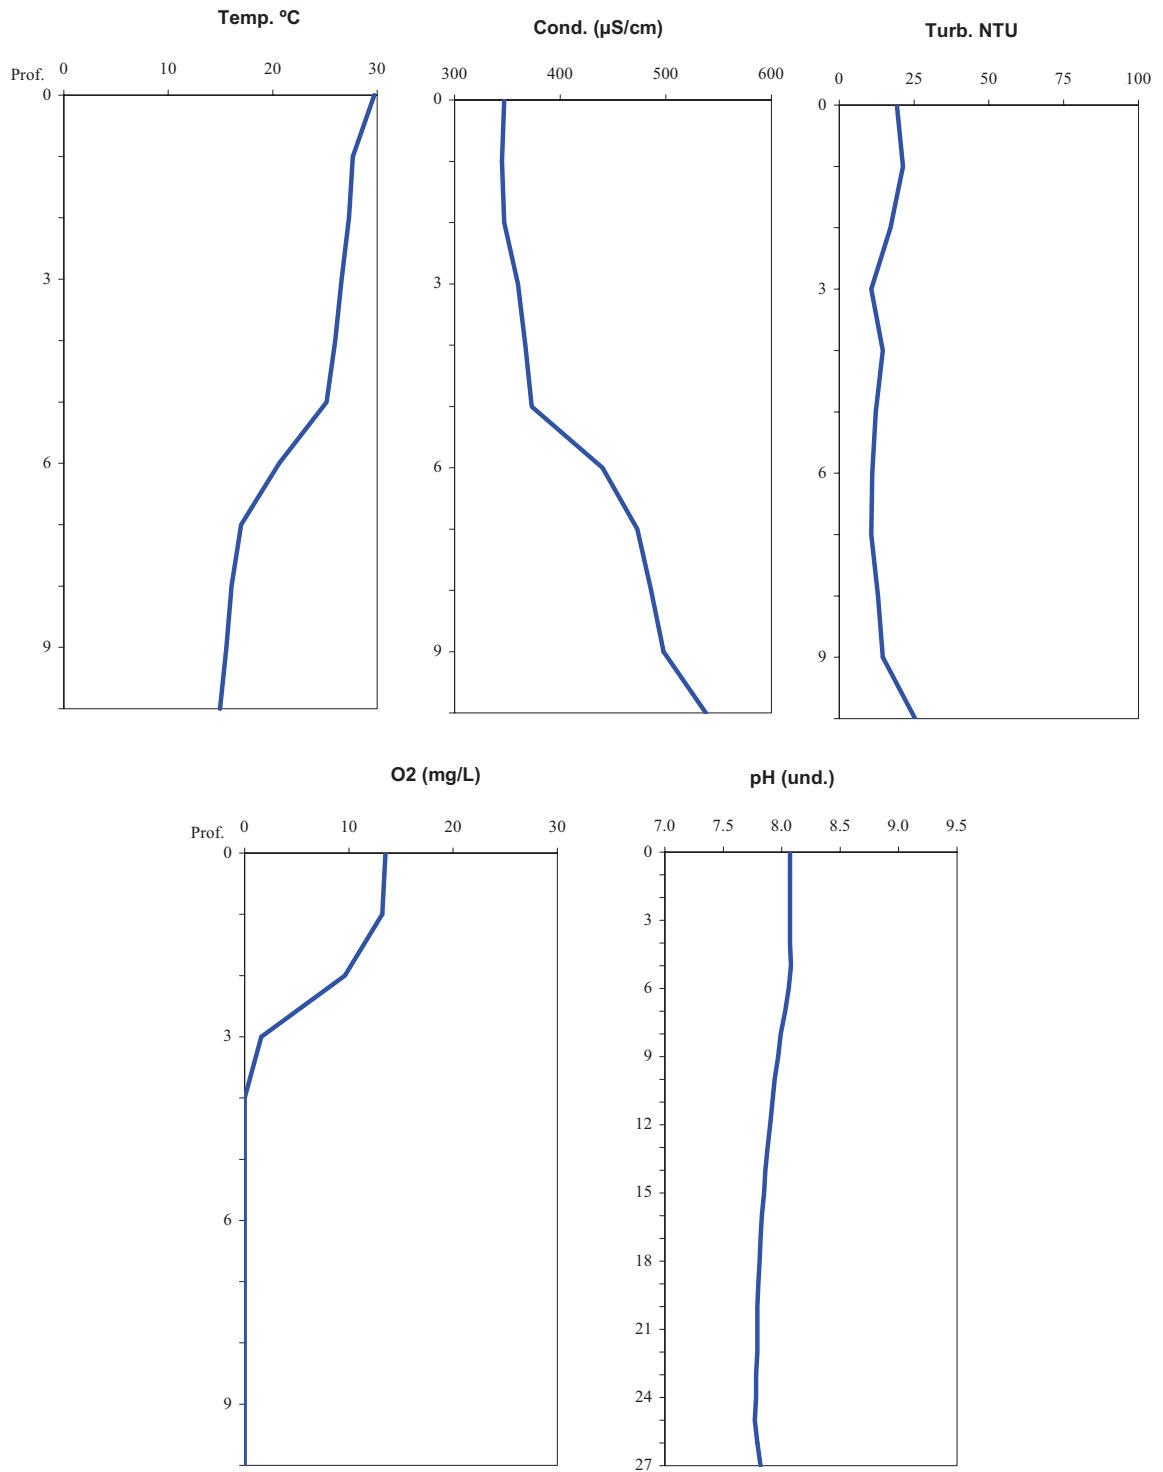 Temp. ºC
Cond. (µS/cm)
Turb. NTU
Prof. 0 10 20 30
300 400 500 600
0 25 50 75 100
0
3
6
9
0
3
6
9
0
3
6
9
O2 (mg/L)
pH (und.)
Prof. 0 10 20 30
7.0 7.5 8.0 8.5 9.0 9.5
0
3
6
9
0
3
6
9
12
15
18
21
24
27